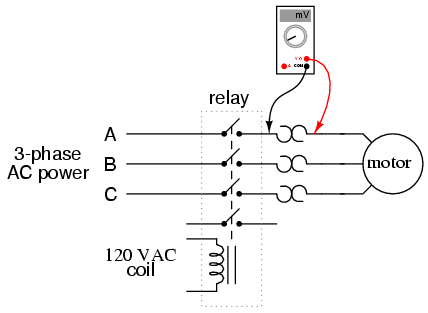 mV
V Ω
A COM
relay
A
3-phase
AC power
B
C
motor
120 VAC
coil